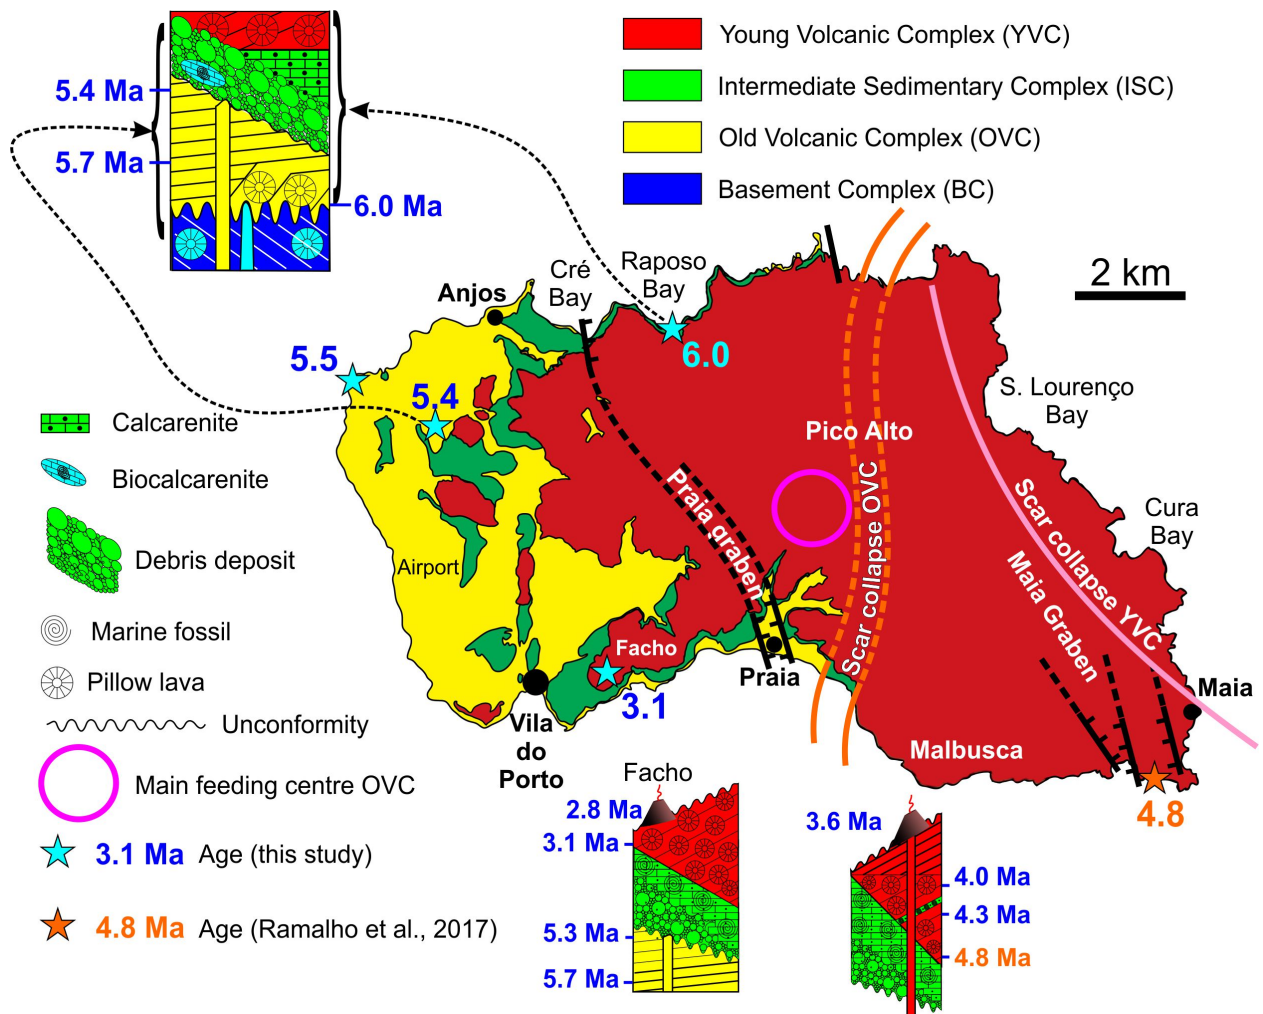 Young Volcanic Complex (YVC)
Intermediate Sedimentary Complex (ISC)
Old Volcanic Complex (OVC)
Basement Complex (BC)
5.4 Ma
5.7 Ma
6.0 Ma
2 km
Anjos
Cré
Bay
Raposo
Bay
5.5
5.4
6.0
S. Lourenço
Bay
Pico Alto
Cura
Bay
Praia graben
Scar collapse OVC
Scar collapse YVC
Maia Graben
Airport
Facho
3.1
Praia
Maia
Vila
do
Porto
Malbusca
4.8
Calcarenite
Biocalcarenite
Debris deposit
Marine fossil
Pillow lava
Unconformity
Main feeding centre OVC
3.1 Ma Age (this study)
4.8 Ma Age (Ramalho et al., 2017)
Facho
2.8 Ma
3.1 Ma
5.3 Ma
5.7 Ma
3.6 Ma
4.0 Ma
4.3 Ma
4.8 Ma